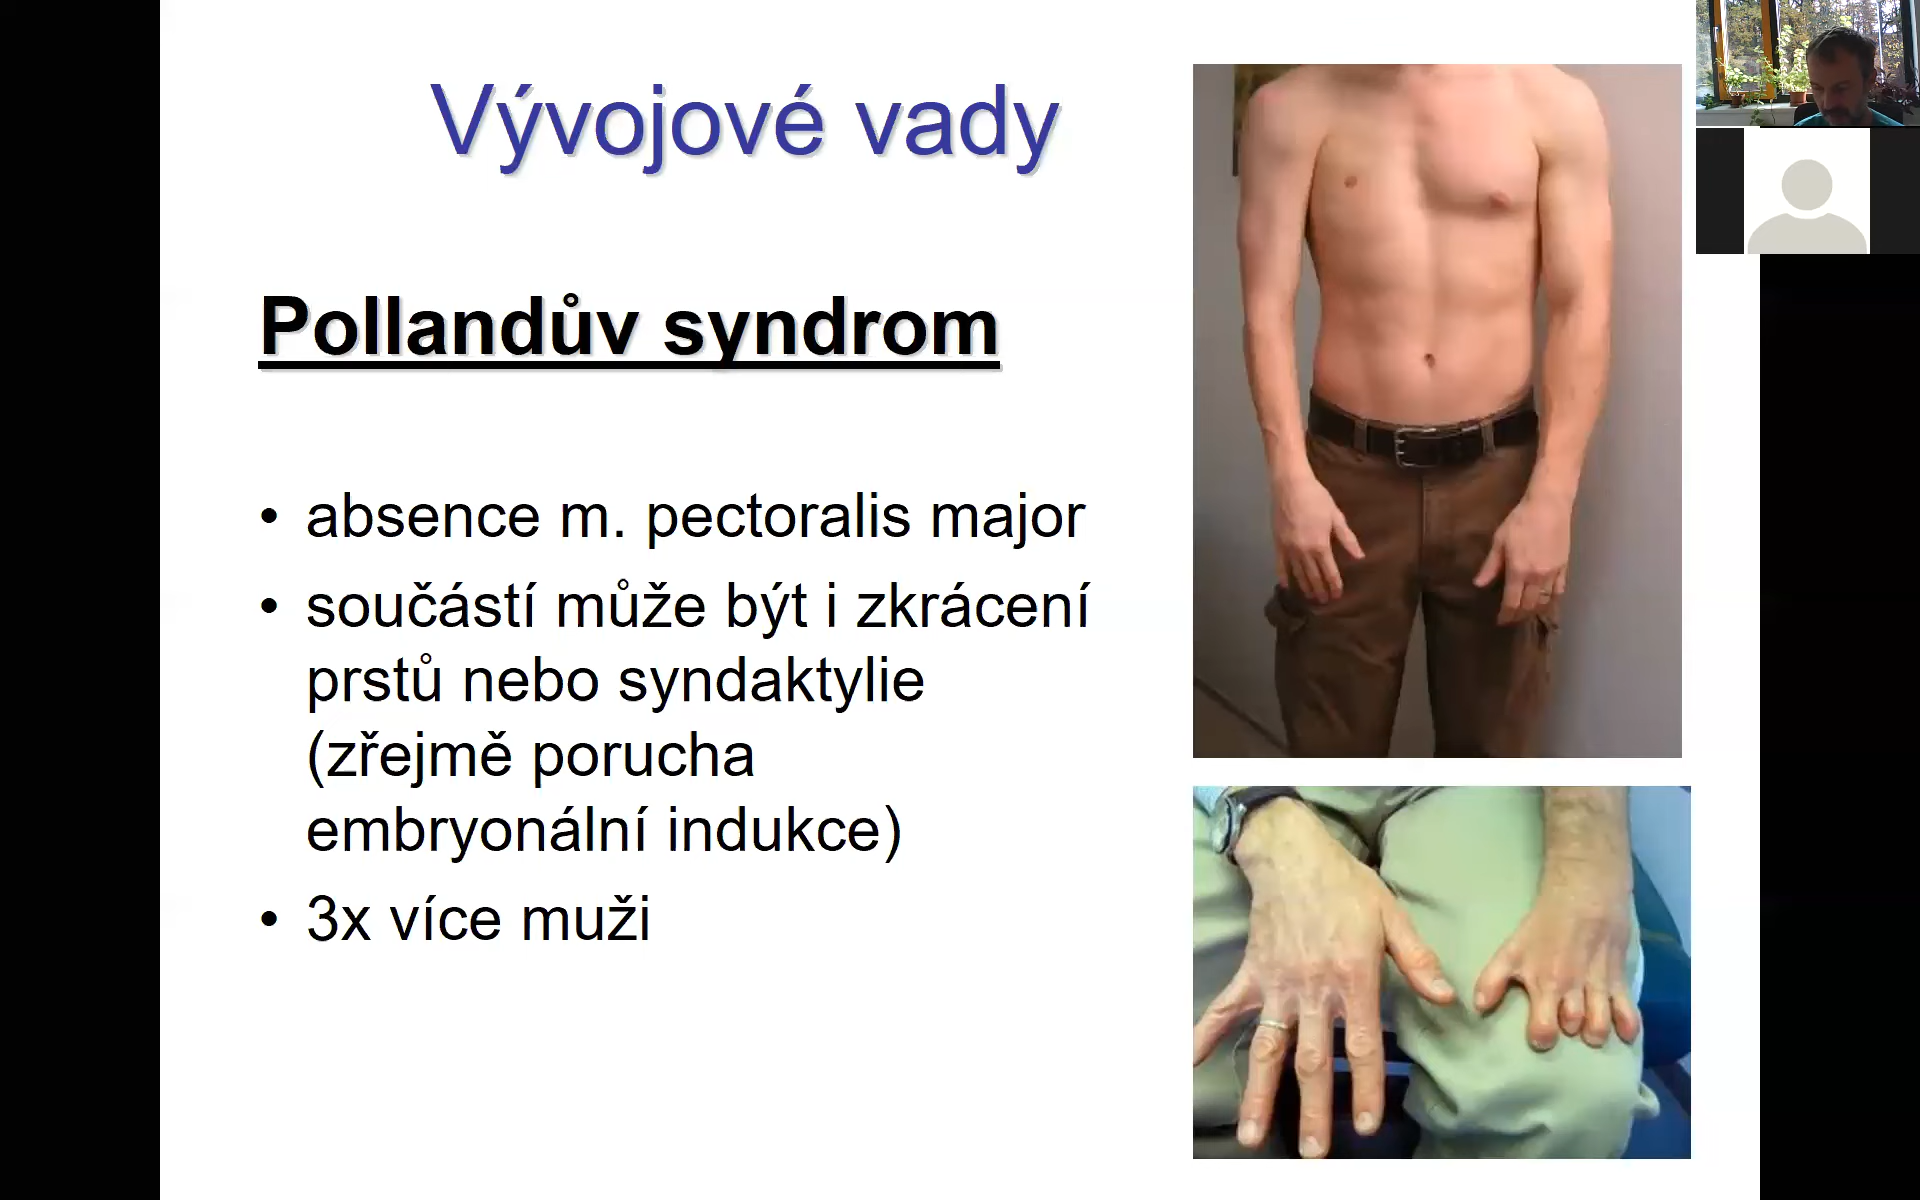 Vývojové vady
Pollandův syndrom
• absence m. pectoralis major
• součástí může být i zkrácení
prstů nebo syndaktylie
(zřejmě porucha
embryonální indukce)
• 3x více muži